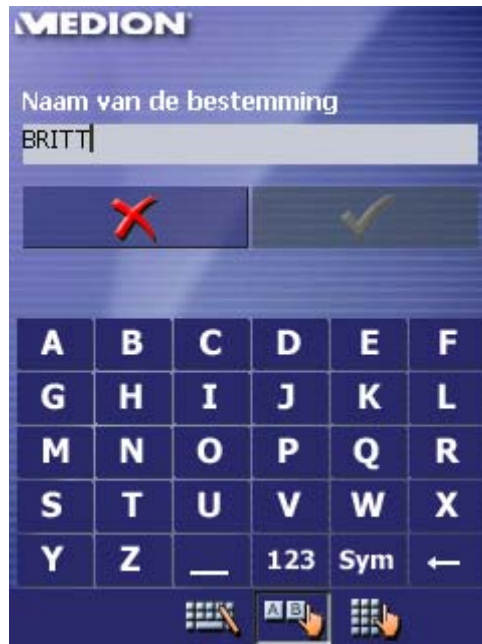 MEDION
Naam van de bestemming
BRITT
A B C D E F
G H I J K L
M N O P Q R
S T U V W X
Y Z _ 123 Sym ←
A B